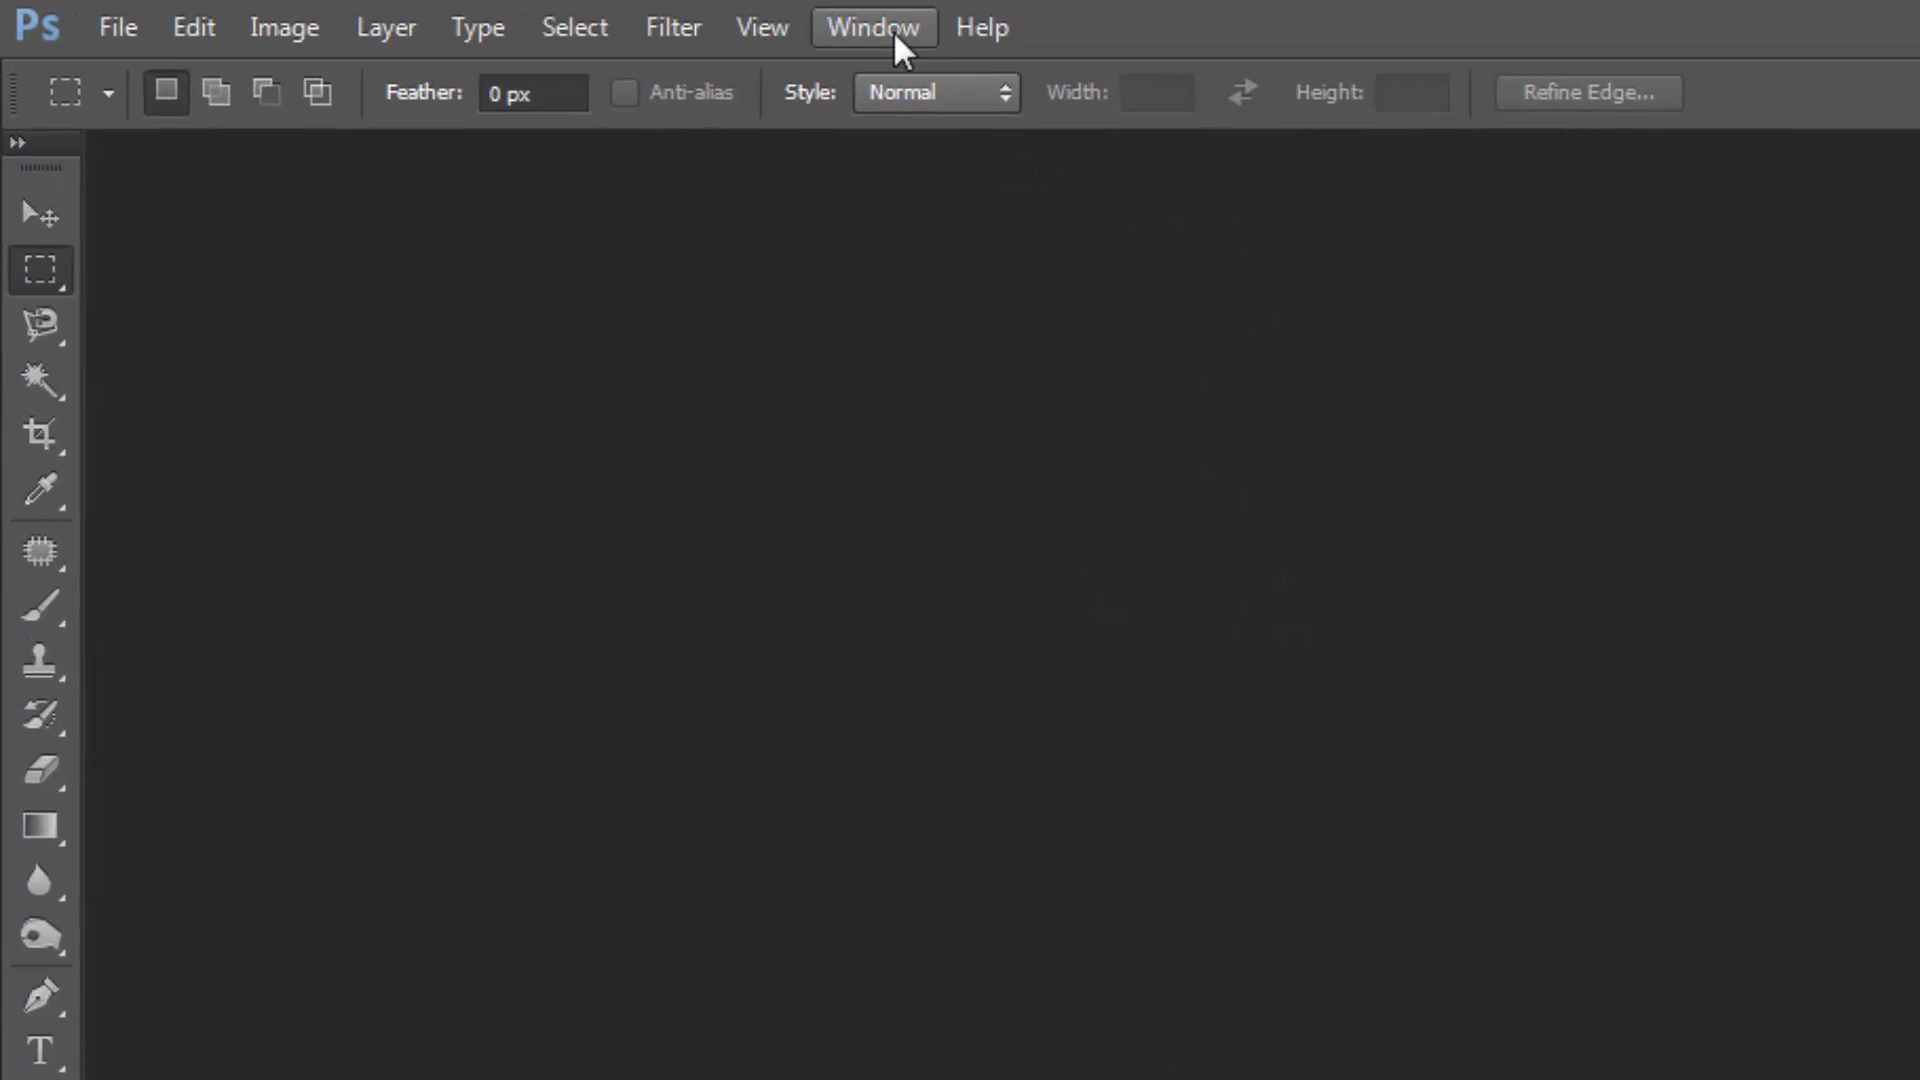 Ps File Edit Image Layer Type Select Filter View Window Help
Feather: 0 px Anti-alias Style: Normal Width: Height: Refine Edge...
T